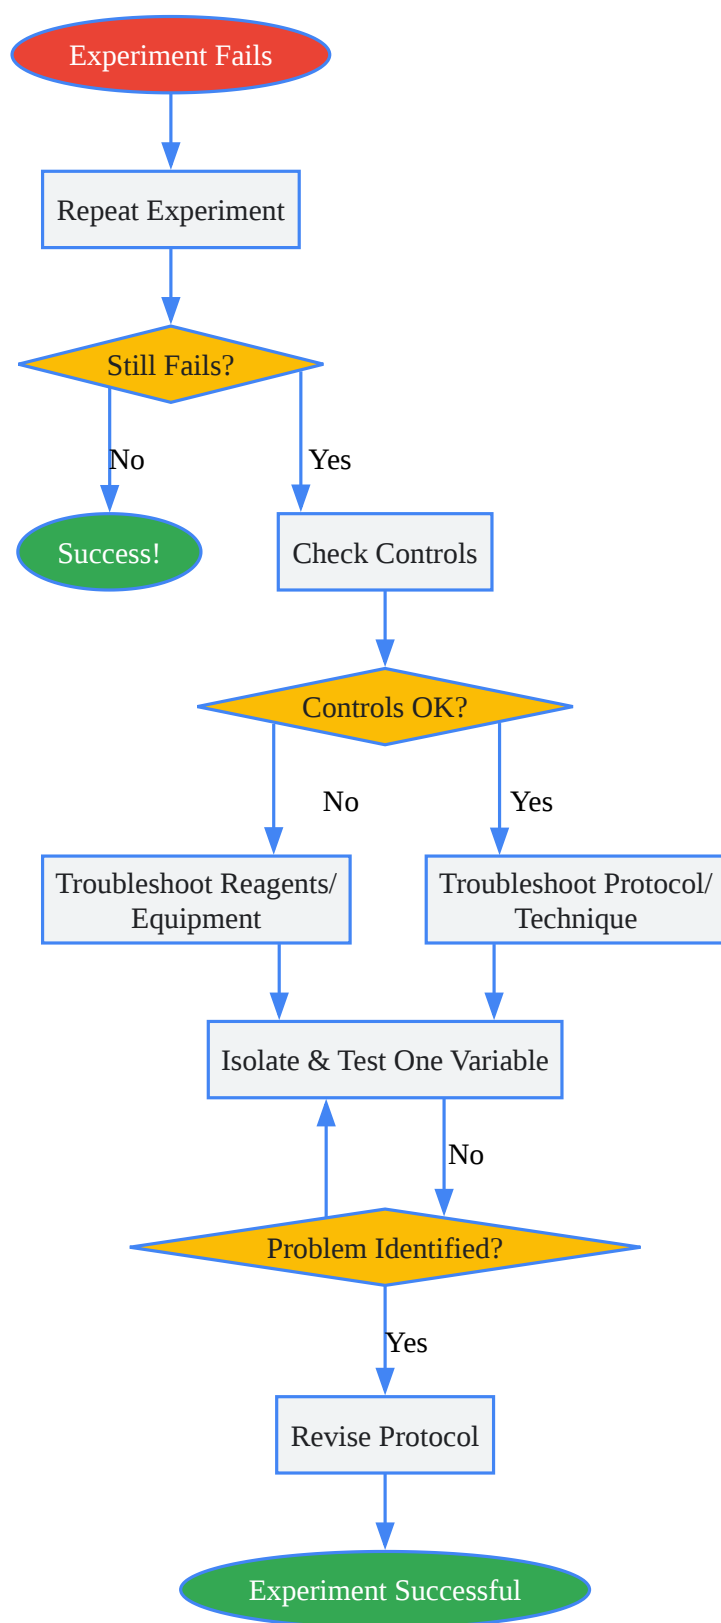 Experiment Fails
Repeat Experiment
Still Fails?
No
Yes
Success!
Check Controls
Controls OK?
No
Yes
Troubleshoot Reagents/
Equipment
Troubleshoot Protocol/
Technique
Isolate & Test One Variable
No
Problem Identified?
Yes
Revise Protocol
Experiment Successful